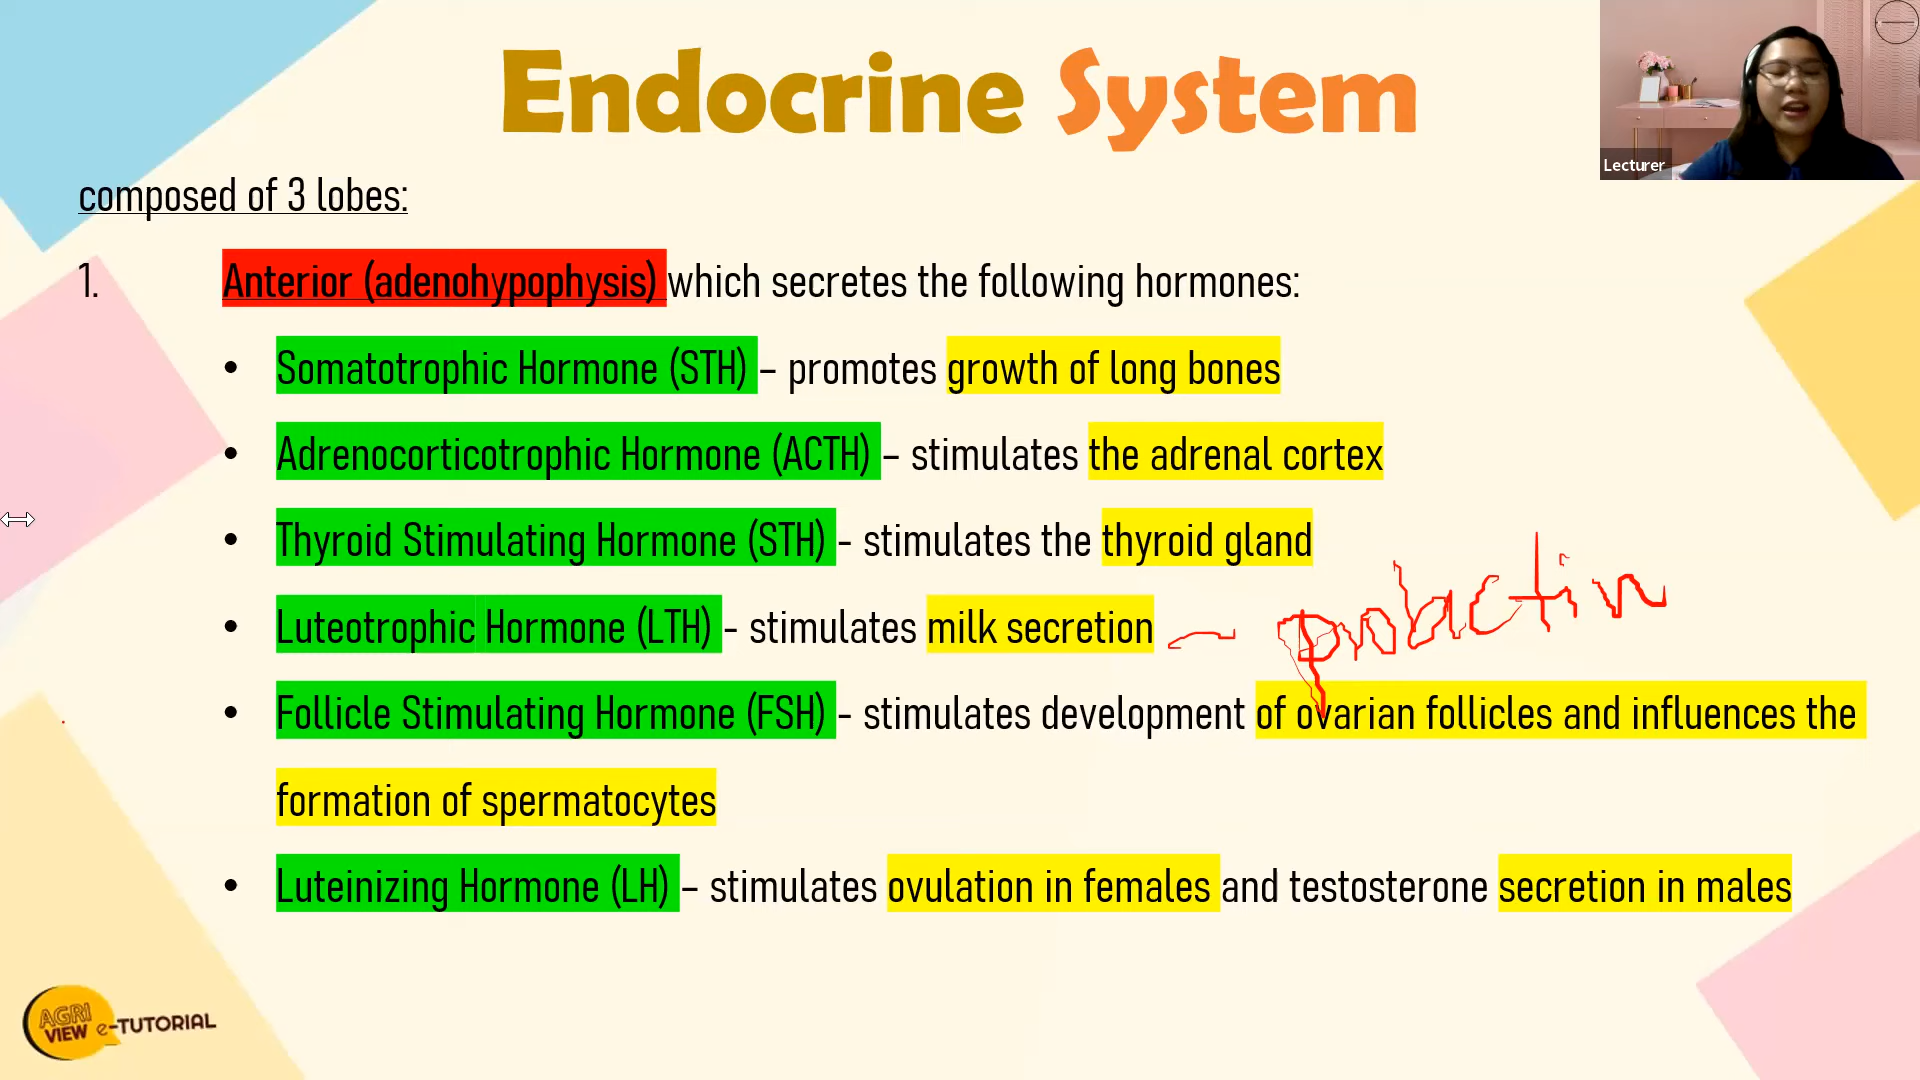 Endocrine System
Lecturer
composed of 3 lobes:
1. Anterior (adenohypophysis) which secretes the following hormones:
• Somatotrophic Hormone (STH) – promotes growth of long bones
• Adrenocorticotrophic Hormone (ACTH) – stimulates the adrenal cortex
• Thyroid Stimulating Hormone (STH) - stimulates the thyroid gland
• Luteotrophic Hormone (LTH) - stimulates milk secretion – prolactin
• Follicle Stimulating Hormone (FSH) - stimulates development of ovarian follicles and influences the
formation of spermatocytes
• Luteinizing Hormone (LH) – stimulates ovulation in females and testosterone secretion in males
AGRI
VIEW e-TUTORIAL